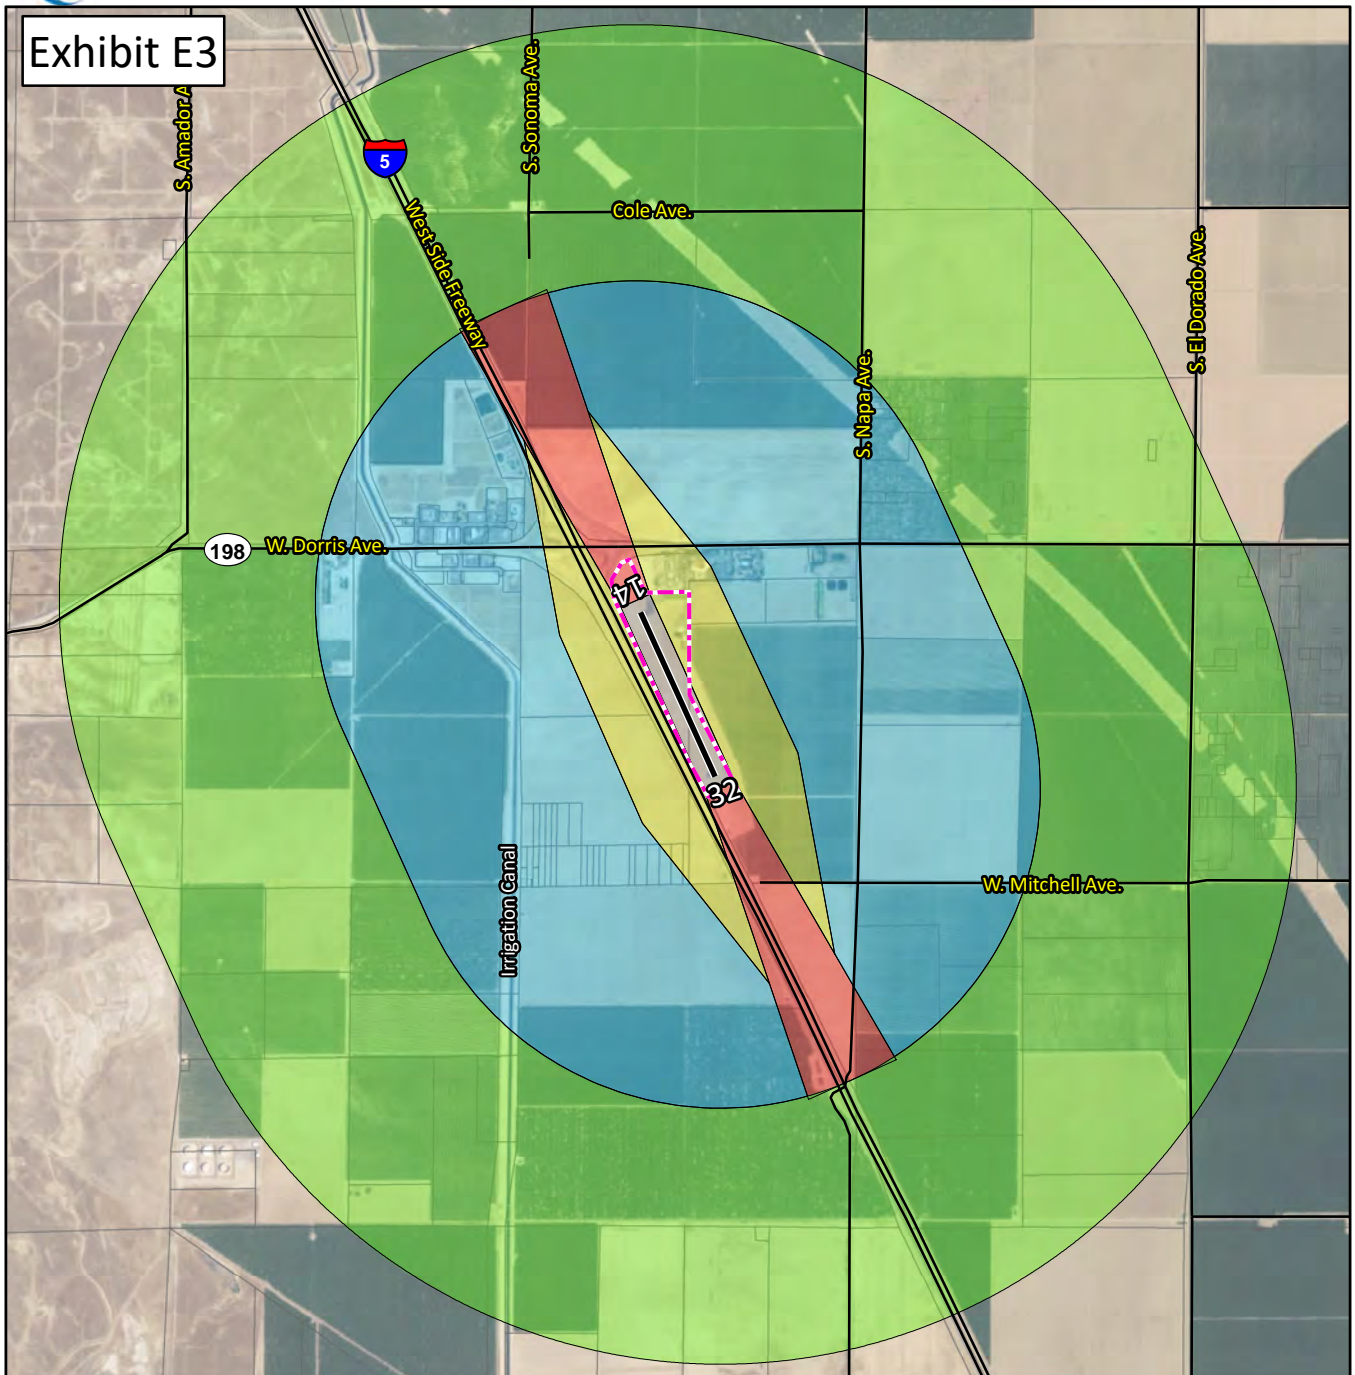 Exhibit E3
S. Amador A
S. Sonoma Ave.
5
West Side Freeway
Cole Ave.
S. El Dorado Ave.
S. Napa Ave.
198
W. Dorris Ave.
14
32
Irrigation Canal
W. Mitchell Ave.